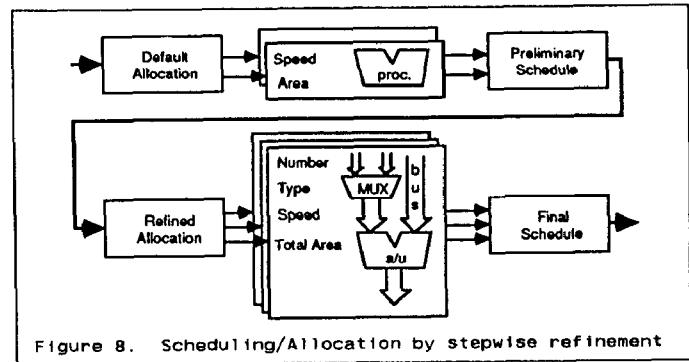 Default
Allocation
Speed
Area
proc.
Preliminary
Schedule
Refined
Allocation
Number
Type
Speed
Total Area
MUX
bus
a/u
Final
Schedule
Figure 8. Scheduling/Allocation by stepwise refinement